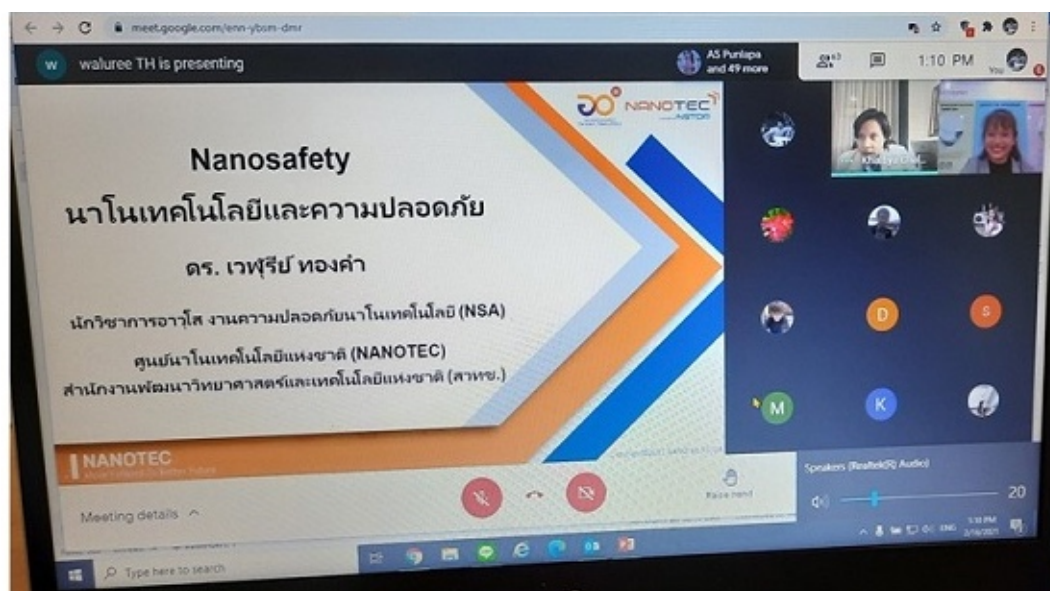 meet.google.com/enn-ybsm-dmr
W
waluree TH is presenting
AS Punlapa
and 49 more
1:10 PM
You
NANOTEC
NSTDA
Nanosafety
นาโนเทคโนโลยีและความปลอดภัย
ดร. เวฬุรีย์ ทองคำ
นักวิชาการอาวุโส งานความปลอดภัยนาโนเทคโนโลยี (NSA)
ศูนย์นาโนเทคโนโลยีแห่งชาติ (NANOTEC)
สำนักงานพัฒนาวิทยาศาสตร์และเทคโนโลยีแห่งชาติ (สวทช.)
D
S
M
K
NANOTEC
Meeting details
Raise hand
Speakers (Realtek(R) Audio)
20
Type here to search
ENG
2/16/2021